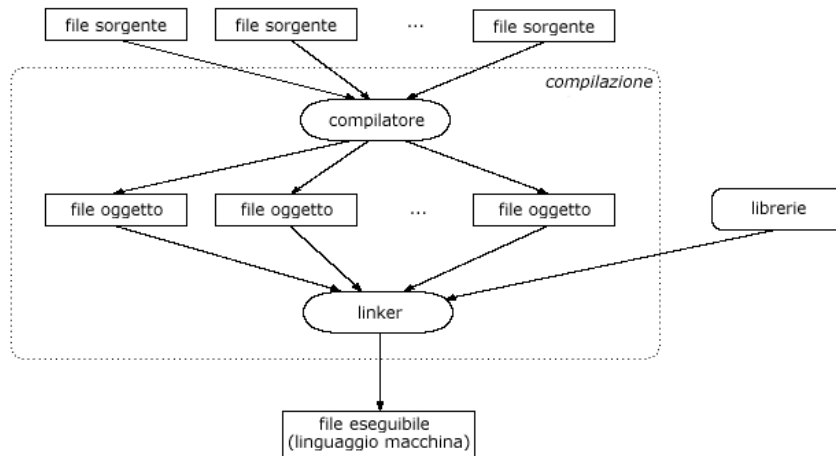 file sorgente
file sorgente
...
file sorgente
compilazione
compilatore
file oggetto
file oggetto
...
file oggetto
librerie
linker
file eseguibile
(linguaggio macchina)